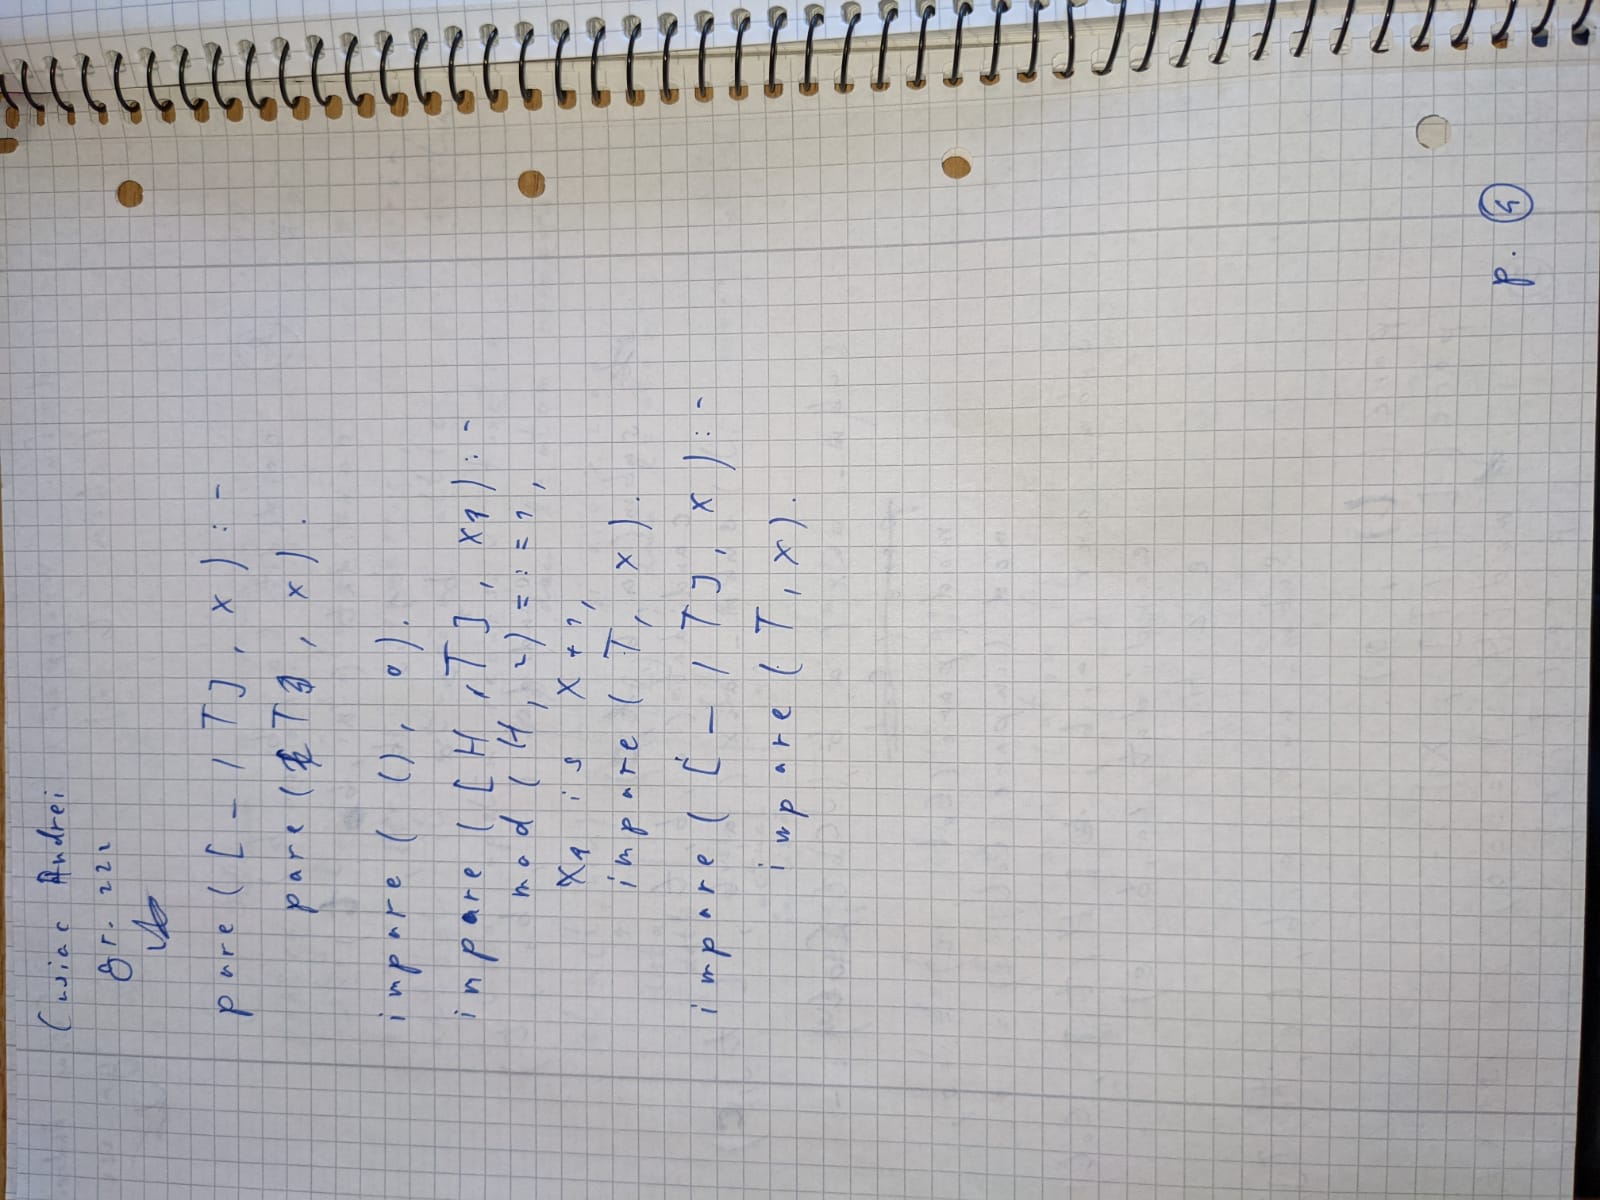 Cusiac Andrei
gr. 222
pare ( [ _ | T ] , X ) : -
pare ( T , X ) .
impare ( () , 0 ) .
impare ( [ H , T ] , X1 ) : -
mod ( H , 2 ) = : = 1 ,
X1 is X + 1 ,
impare ( T , X ) .
impare ( [ _ | T ] , X ) : -
impare ( T , X ) .
p. 4